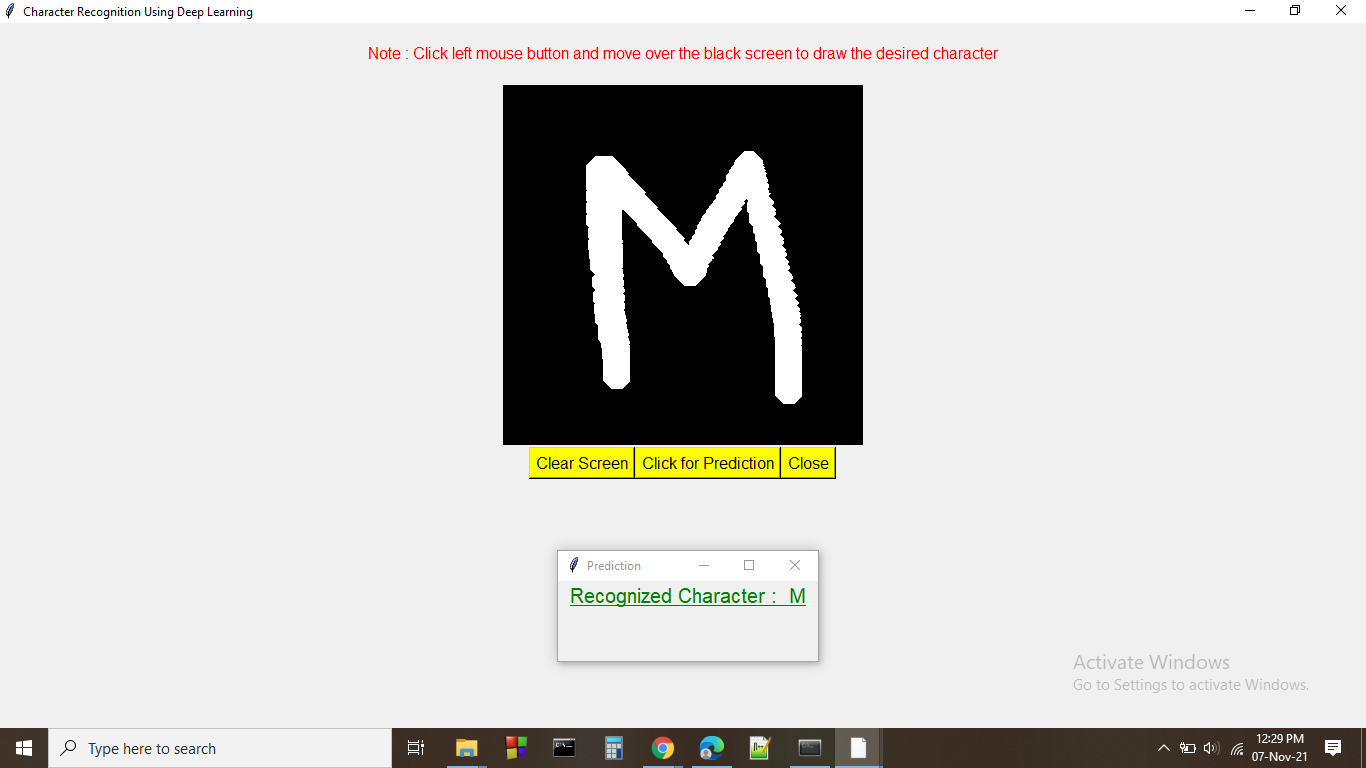 Character Recognition Using Deep Learning
Note : Click left mouse button and move over the black screen to draw the desired character
M
Clear Screen Click for Prediction Close
Prediction
Recognized Character : M
Activate Windows
Go to Settings to activate Windows.
Type here to search
12:29 PM
07-Nov-21